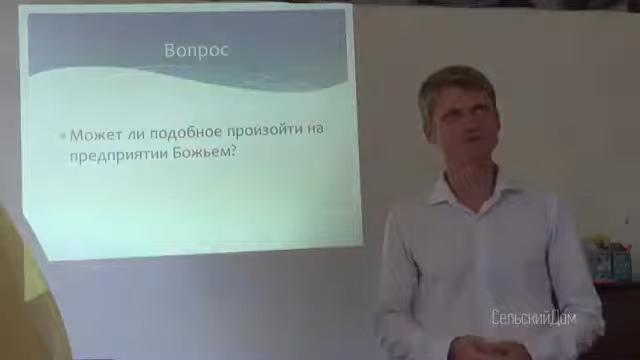 Вопрос
Может ли подобное произойти на
предприятии Божьем?
СельскийДом